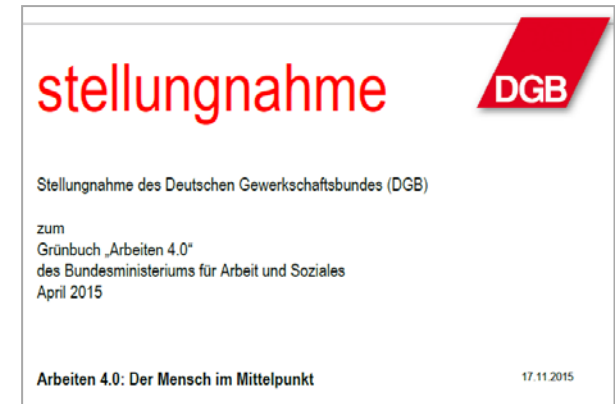 stellungnahme
DGB
Stellungnahme des Deutschen Gewerkschaftsbundes (DGB)
zum
Grünbuch „Arbeiten 4.0“
des Bundesministeriums für Arbeit und Soziales
April 2015
Arbeiten 4.0: Der Mensch im Mittelpunkt
17.11.2015